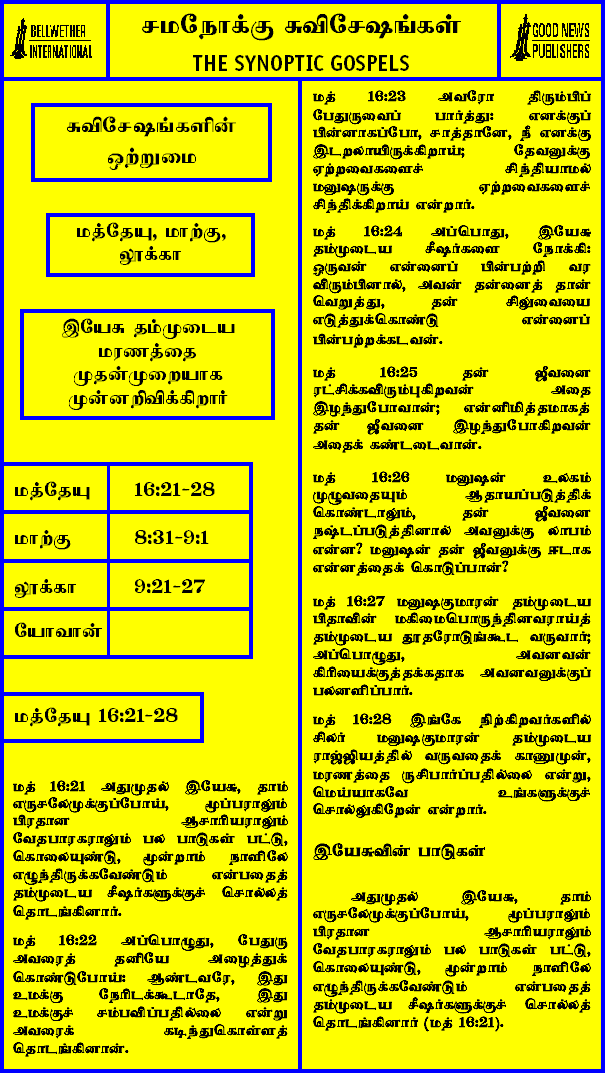 BELLWETHER
INTERNATIONAL
சமநோக்கு சுவிசேஷங்கள்
THE SYNOPTIC GOSPELS
GOOD NEWS
PUBLISHERS
சுவிசேஷங்களின்
ஒற்றுமை
மத்தேயு, மாற்கு,
லூக்கா
இயேசு தம்முடைய
மரணத்தை
முதன்முறையாக
முன்னறிவிக்கிறார்
மத்தேயு 16:21-28
மாற்கு 8:31-9:1
லூக்கா 9:21-27
யோவான்
மத்தேயு 16:21-28
மத் 16:21 அதுமுதல் இயேசு, தாம்
எருசலேமுக்குப்போய், மூப்பராலும்
பிரதான ஆசாரியராலும்
வேதபாரகராலும் பல பாடுகள் பட்டு,
கொலையுண்டு, மூன்றாம் நாளிலே
எழுந்திருக்கவேண்டும் என்பதைத்
தம்முடைய சீஷர்களுக்குச் சொல்லத்
தொடங்கினார்.
மத் 16:22 அப்பொழுது, பேதுரு
அவரைத் தனியே அழைத்துக்
கொண்டுபோய்: ஆண்டவரே, இது
உமக்கு நேரிடக்கூடாதே, இது
உமக்குச் சம்பவிப்பதில்லை என்று
அவரைக் கடிந்துகொள்ளத்
தொடங்கினான்.
மத் 16:23 அவரோ திரும்பிப்
பேதுருவைப் பார்த்து: எனக்குப்
பின்னாகப்போ, சாத்தானே, நீ எனக்கு
இடறலாயிருக்கிறாய்; தேவனுக்கு
ஏற்றவைகளைச் சிந்தியாமல்
மனுஷருக்கு ஏற்றவைகளைச்
சிந்திக்கிறாய் என்றார்.
மத் 16:24 அப்பொது, இயேசு
தம்முடைய சீஷர்களை நோக்கி:
ஒருவன் என்னைப் பின்பற்றி வர
விரும்பினால், அவன் தன்னைத் தான்
வெறுத்து, தன் சிலுவையை
எடுத்துக்கொண்டு என்னைப்
பின்பற்றக்கடவன்.
மத் 16:25 தன் ஜீவனை
ரட்சிக்கவிரும்புகிறவன் அதை
இழந்துபோவான்; என்னிமித்தமாகத்
தன் ஜீவனை இழந்துபோகிறவன்
அதைக் கண்டடைவான்.
மத் 16:26 மனுஷன் உலகம்
முழுவதையும் ஆதாயப்படுத்திக்
கொண்டாலும், தன் ஜீவனை
நஷ்டப்படுத்தினால் அவனுக்கு லாபம்
என்ன? மனுஷன் தன் ஜீவனுக்கு ஈடாக
என்னத்தைக் கொடுப்பான்?
மத் 16:27 மனுஷகுமாரன் தம்முடைய
பிதாவின் மகிமைபொருந்தினவராய்த்
தம்முடைய தூதரோடுங்கூட வருவார்;
அப்பொழுது, அவனவன்
கிரியைக்குத்தக்கதாக அவனவனுக்குப்
பலனளிப்பார்.
மத் 16:28 இங்கே நிற்கிறவர்களில்
சிலர் மனுஷகுமாரன் தம்முடைய
ராஜ்ஜியத்தில் வருவதைக் காணுமுன்,
மரணத்தை ருசிபார்ப்பதில்லை என்று,
மெய்யாகவே உங்களுக்குச்
சொல்லுகிறேன் என்றார்.
இயேசுவின் பாடுகள்
அதுமுதல் இயேசு, தாம்
எருசலேமுக்குப்போய், மூப்பராலும்
பிரதான ஆசாரியராலும்
வேதபாரகராலும் பல பாடுகள் பட்டு,
கொலையுண்டு, மூன்றாம் நாளிலே
எழுந்திருக்கவேண்டும் என்பதைத்
தம்முடைய சீஷர்களுக்குச் சொல்லத்
தொடங்கினார் (மத் 16:21).